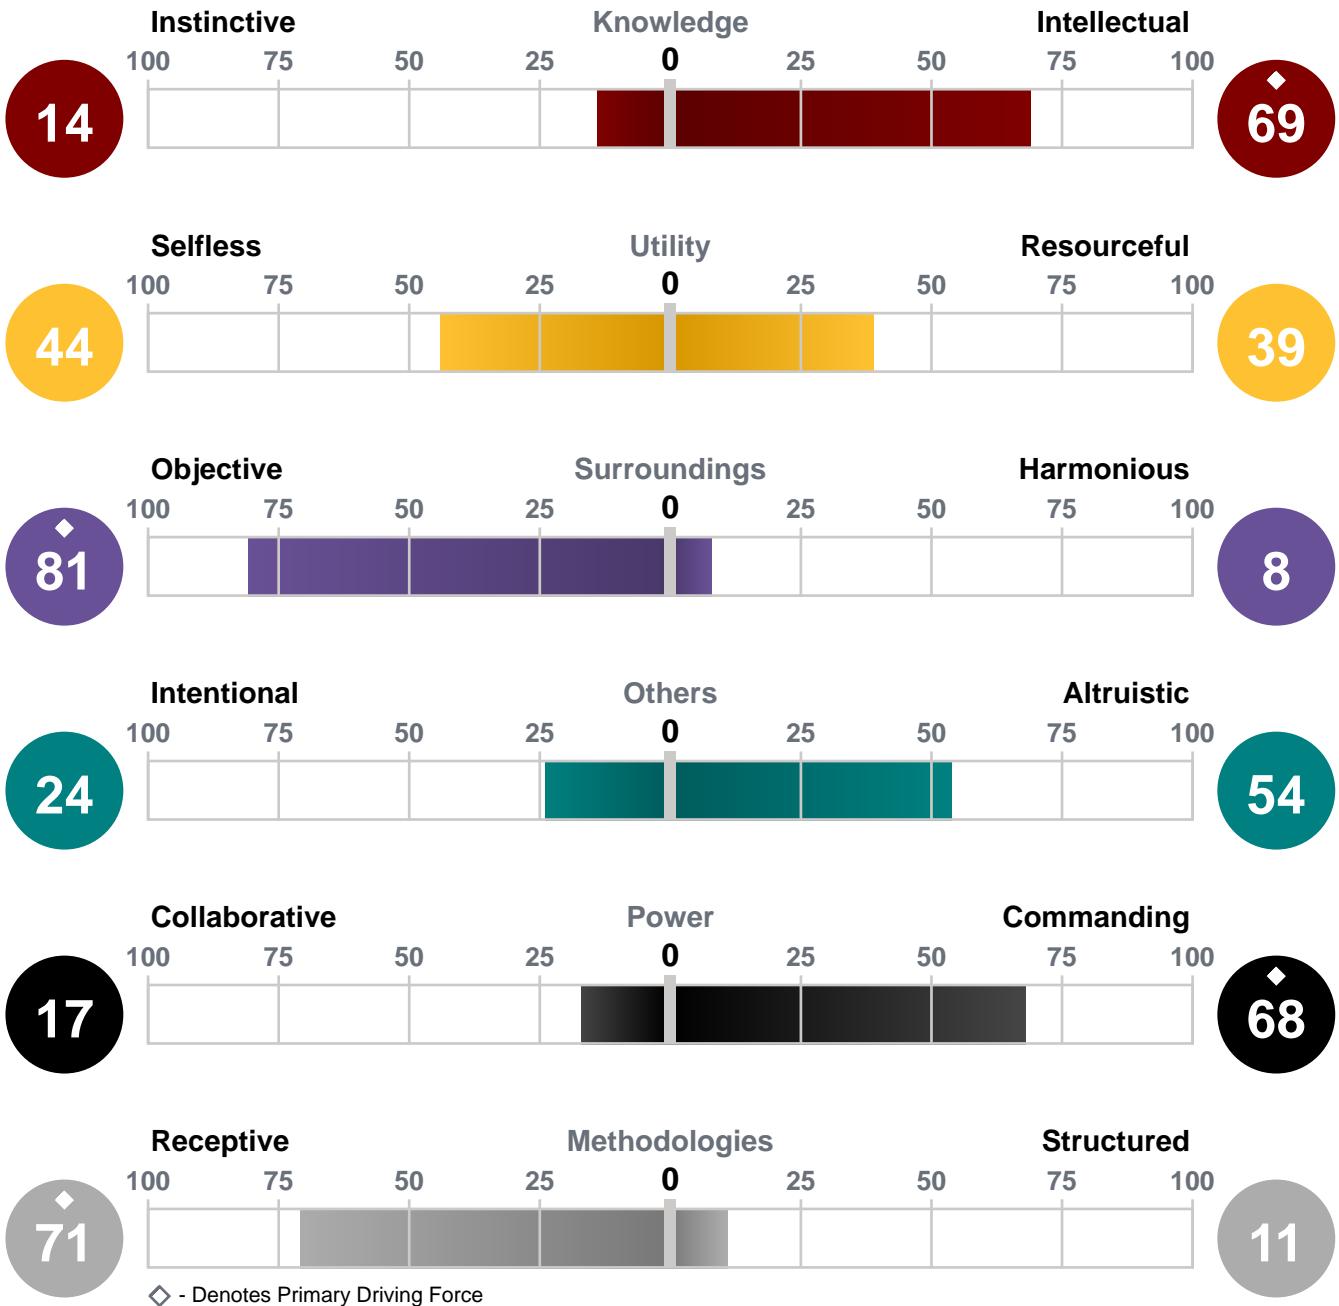 Instinctive Knowledge Intellectual
100 75 50 25 0 25 50 75 100
14 69
Selfless Utility Resourceful
100 75 50 25 0 25 50 75 100
44 39
Objective Surroundings Harmonious
100 75 50 25 0 25 50 75 100
81 8
Intentional Others Altruistic
100 75 50 25 0 25 50 75 100
24 54
Collaborative Power Commanding
100 75 50 25 0 25 50 75 100
17 68
Receptive Methodologies Structured
100 75 50 25 0 25 50 75 100
71 11
- Denotes Primary Driving Force